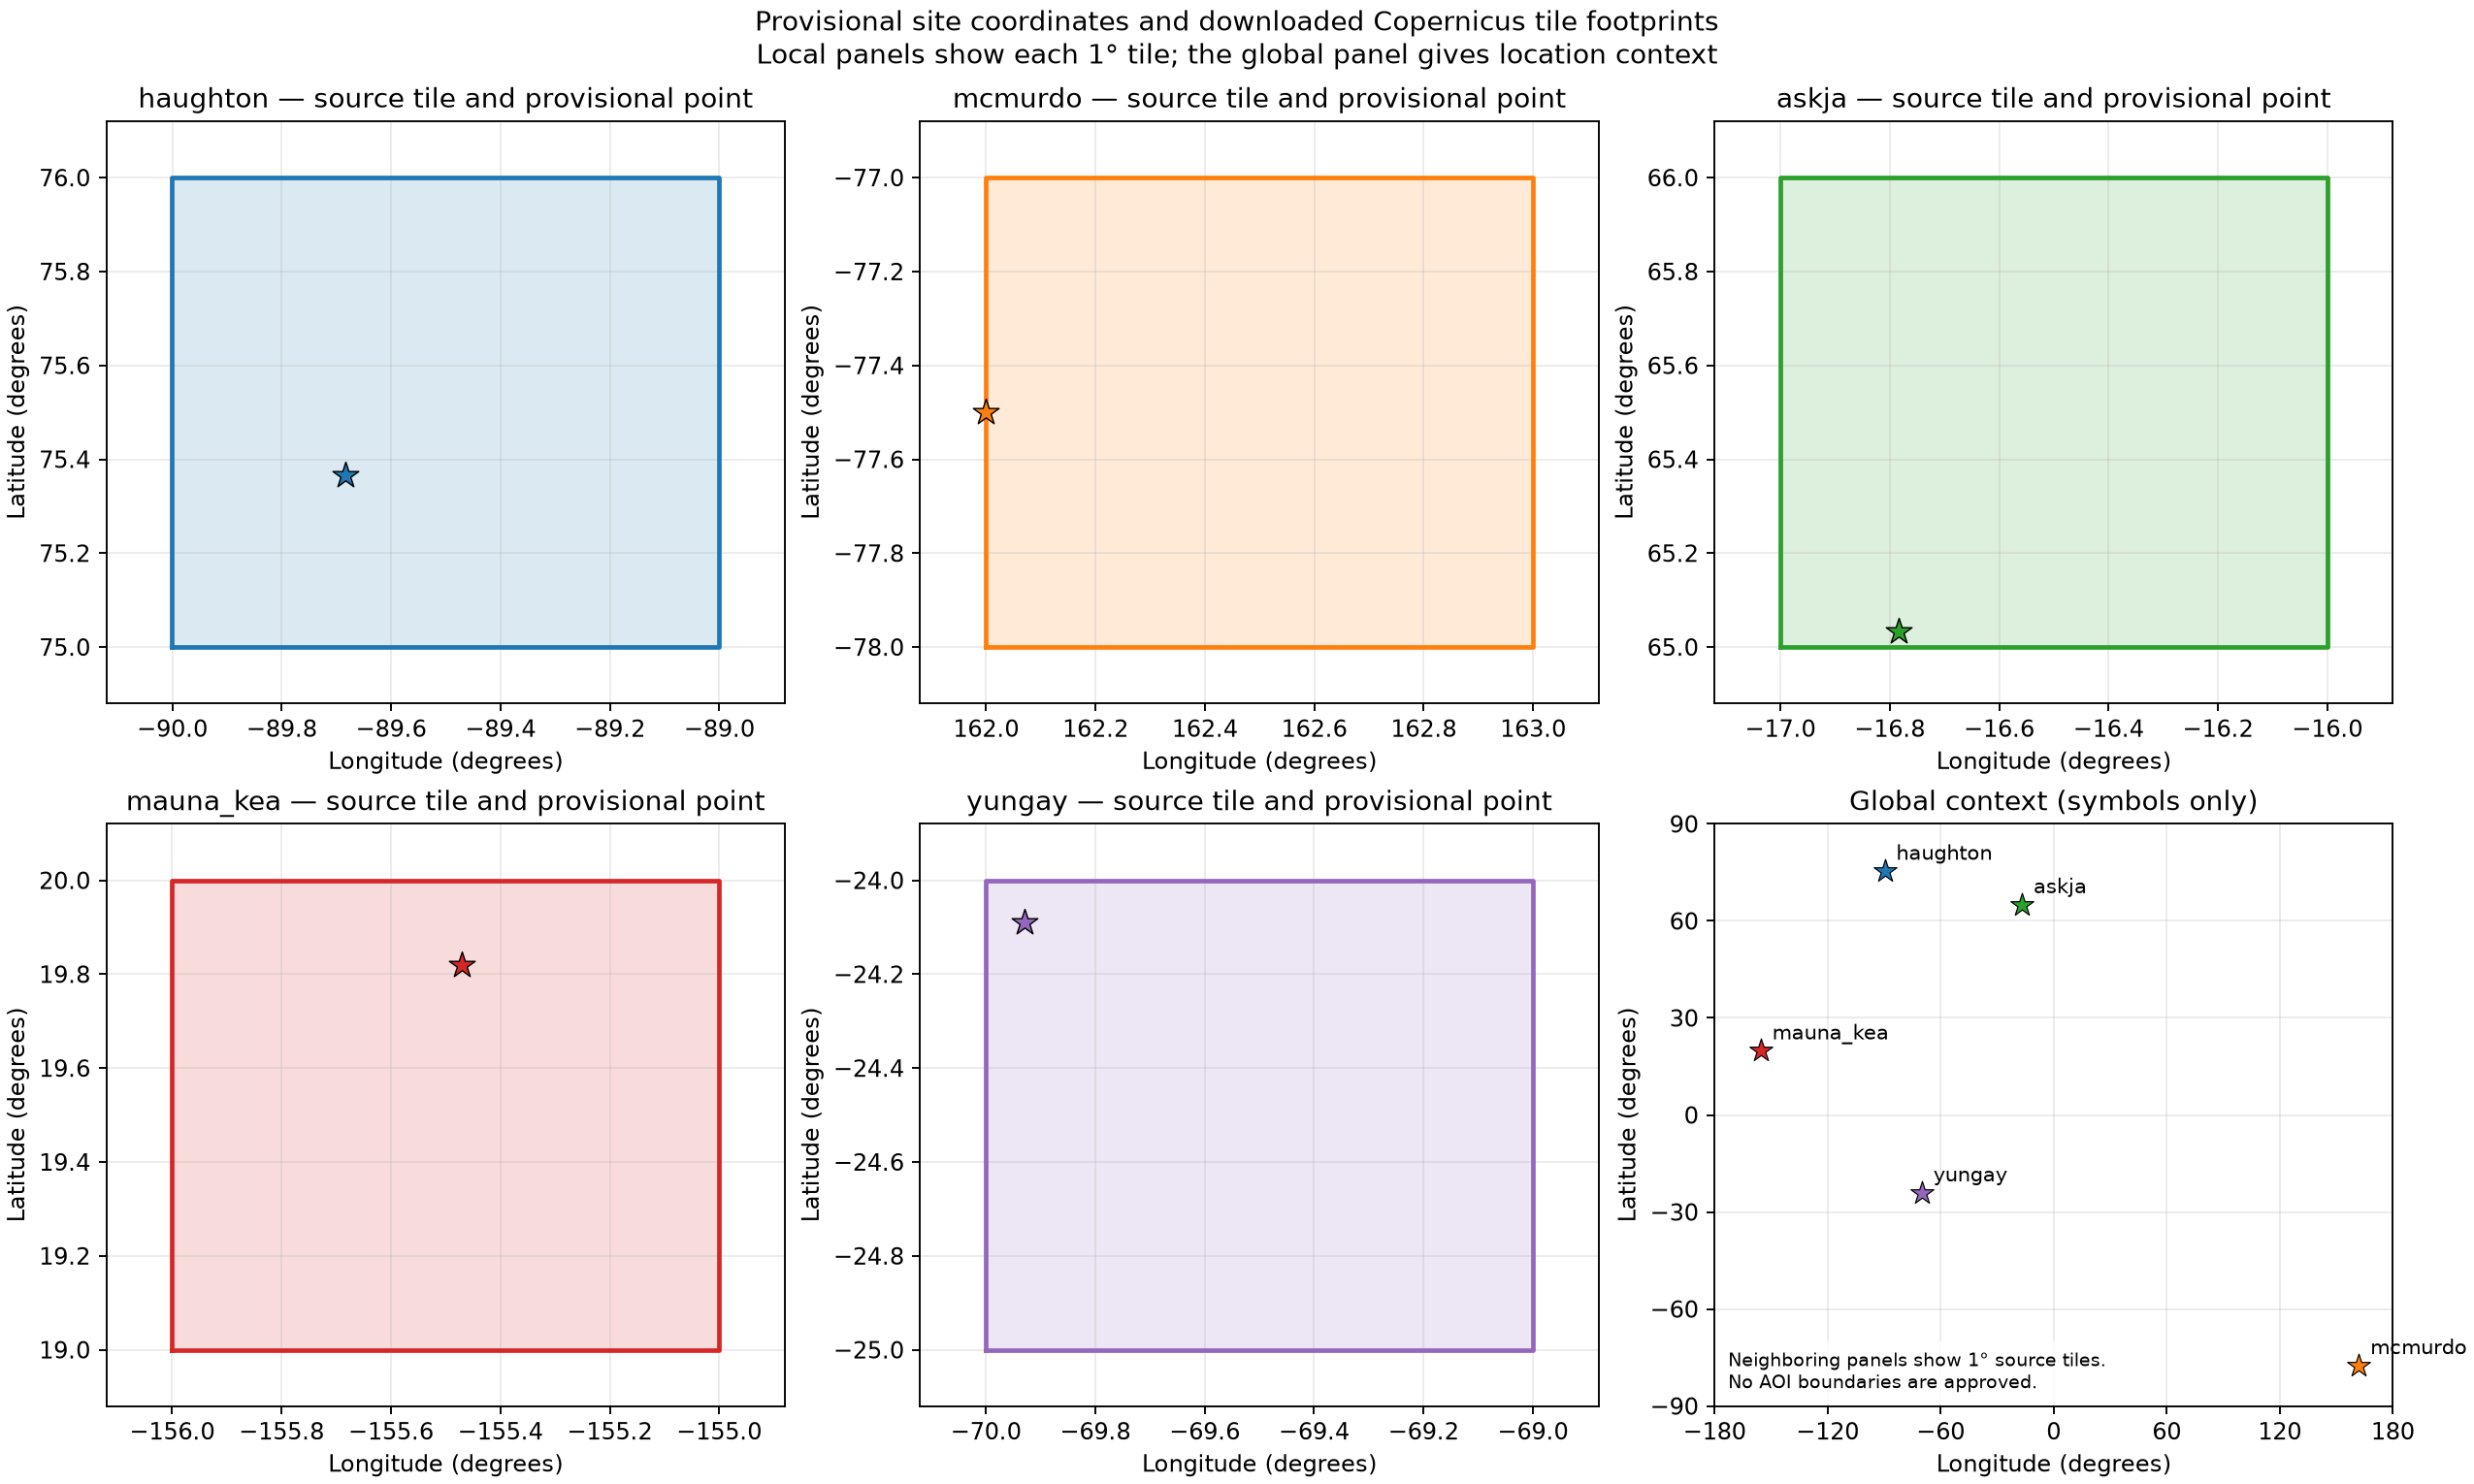 Provisional site coordinates and downloaded Copernicus tile footprints
Local panels show each 1° tile; the global panel gives location context
haughton — source tile and provisional point
Latitude (degrees)
76.0
75.8
75.6
75.4
75.2
75.0
−90.0 −89.8 −89.6 −89.4 −89.2 −89.0
Longitude (degrees)
mcmurdo — source tile and provisional point
Latitude (degrees)
−77.0
−77.2
−77.4
−77.6
−77.8
−78.0
162.0 162.2 162.4 162.6 162.8 163.0
Longitude (degrees)
askja — source tile and provisional point
Latitude (degrees)
66.0
65.8
65.6
65.4
65.2
65.0
−17.0 −16.8 −16.6 −16.4 −16.2 −16.0
Longitude (degrees)
mauna_kea — source tile and provisional point
Latitude (degrees)
20.0
19.8
19.6
19.4
19.2
19.0
−156.0 −155.8 −155.6 −155.4 −155.2 −155.0
Longitude (degrees)
yungay — source tile and provisional point
Latitude (degrees)
−24.0
−24.2
−24.4
−24.6
−24.8
−25.0
−70.0 −69.8 −69.6 −69.4 −69.2 −69.0
Longitude (degrees)
Global context (symbols only)
Latitude (degrees)
90
60
30
0
−30
−60
−90
haughton
askja
mauna_kea
yungay
mcmurdo
Neighboring panels show 1° source tiles.
No AOI boundaries are approved.
−180 −120 −60 0 60 120 180
Longitude (degrees)